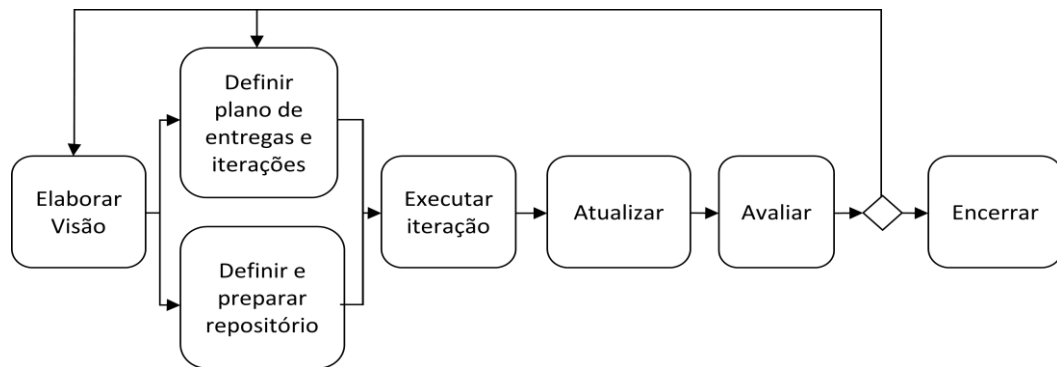 Elaborar
Visão
Definir
plano de
entregas e
iterações
Definir e
preparar
repositório
Executar
iteração
Atualizar
Avaliar
Encerrar